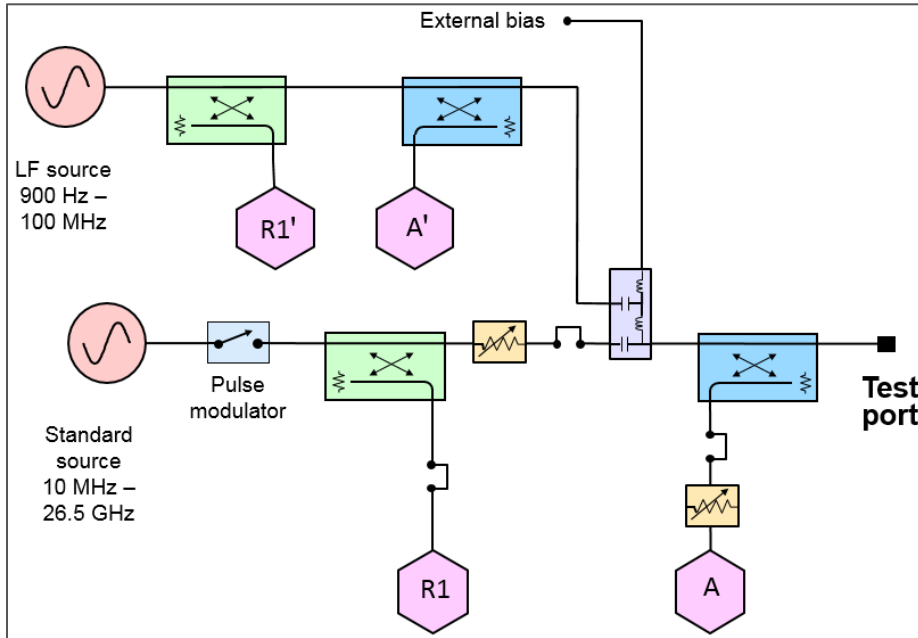 External bias
LF source
900 Hz –
100 MHz
R1'
A'
Pulse
modulator
Standard
source
10 MHz –
26.5 GHz
Test
port
R1
A